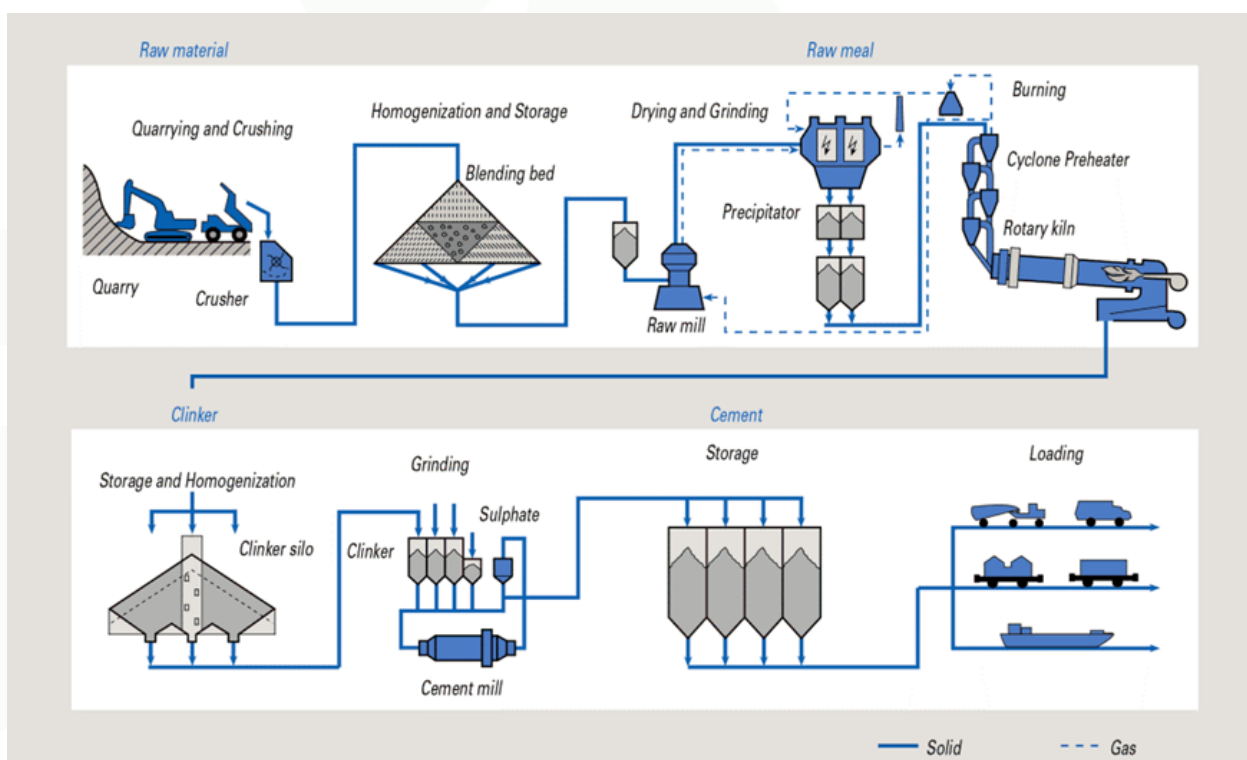 Raw material
Raw meal
Quarrying and Crushing
Homogenization and Storage
Drying and Grinding
Burning
Blending bed
Cyclone Preheater
Precipitator
Rotary kiln
Quarry
Crusher
Raw mill
Clinker
Cement
Storage and Homogenization
Grinding
Storage
Loading
Sulphate
Clinker silo
Clinker
Cement mill
Solid
Gas